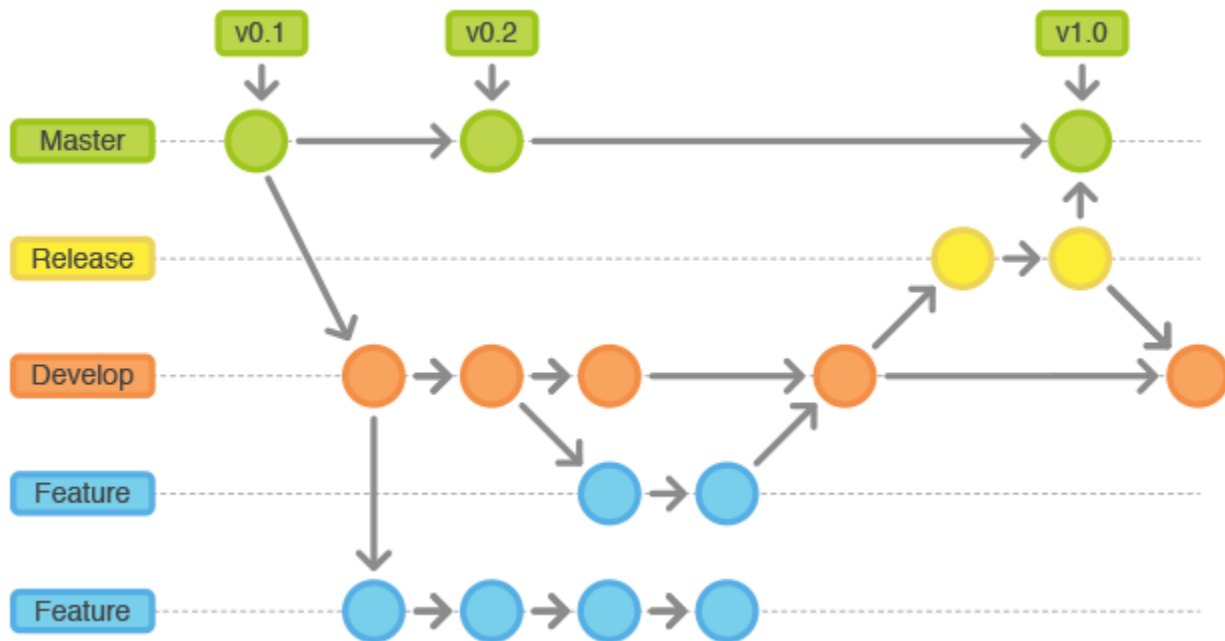 v0.1
v0.2
v1.0
Master
Release
Develop
Feature
Feature